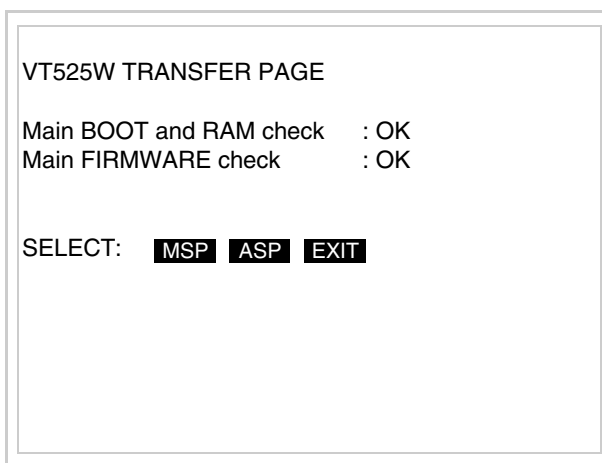 VT525W TRANSFER PAGE
Main BOOT and RAM check : OK
Main FIRMWARE check : OK
SELECT: MSP ASP EXIT